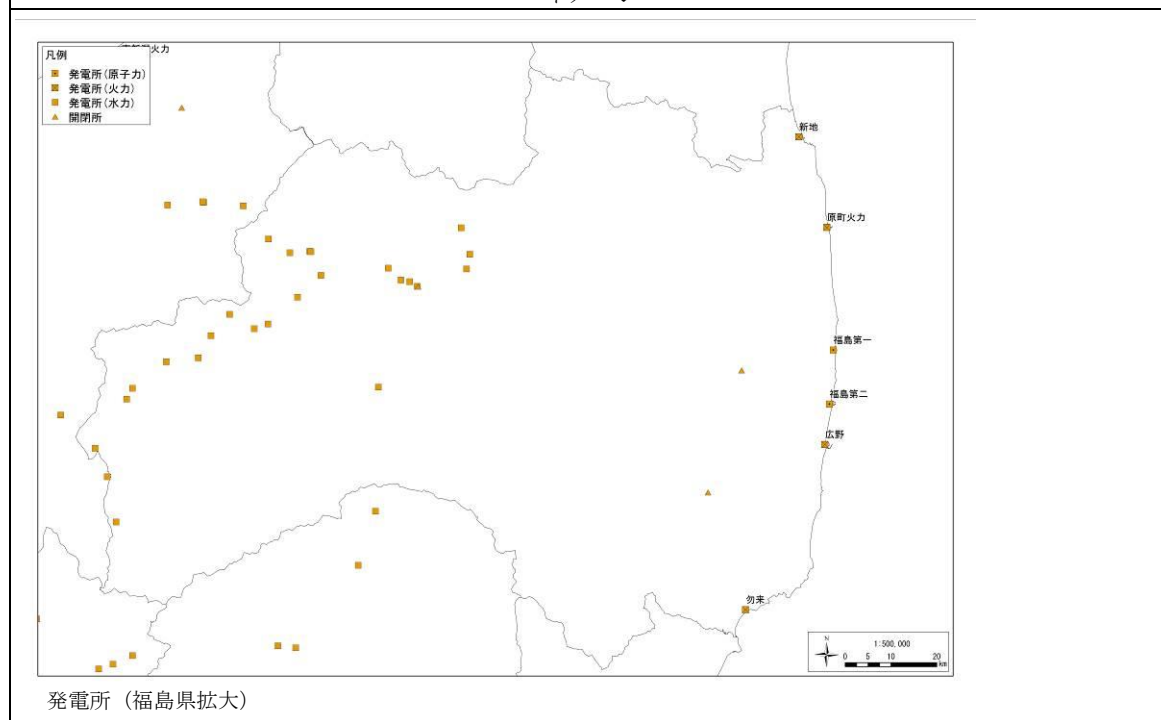 凡例
発電所(原子力)
発電所(火力)
発電所(水力)
開閉所
新地
原町火力
福島第一
福島第二
広野
勿来
N
1:500,000
0 5 10 20
km
発電所（福島県拡大）